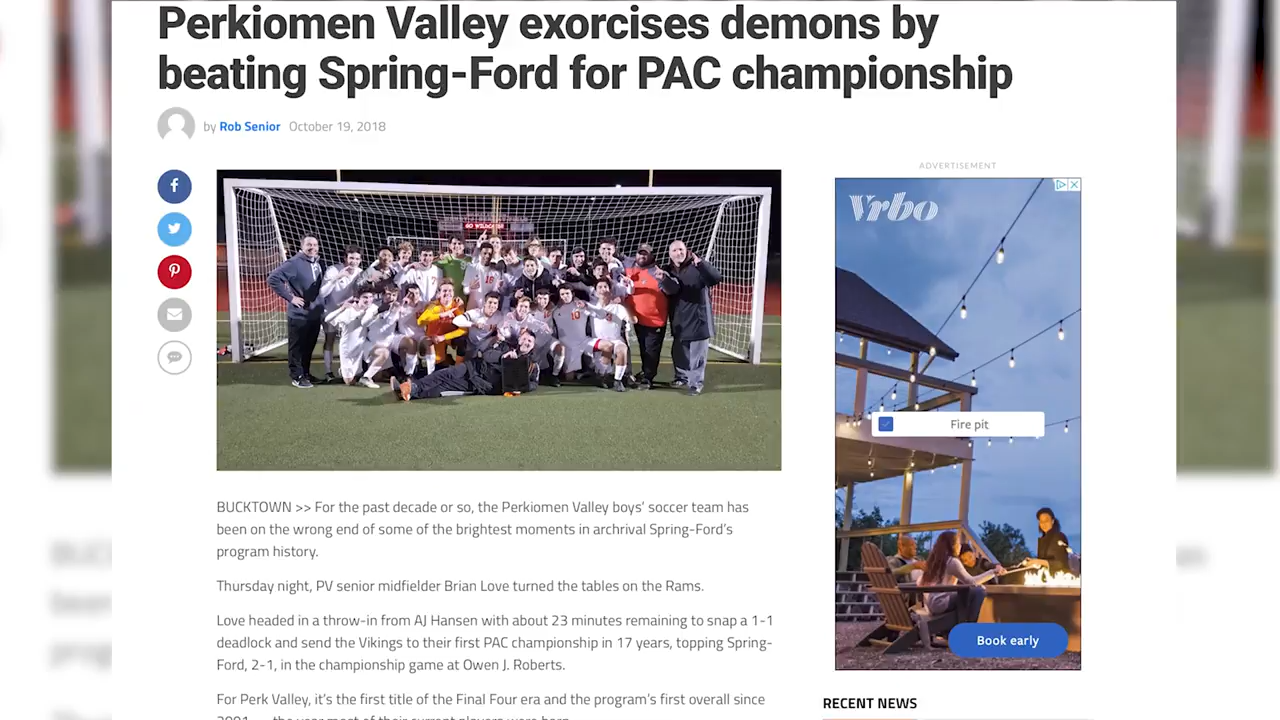 Perkiomen Valley exorcises demons by
beating Spring-Ford for PAC championship
by Rob Senior October 19, 2018
ADVERTISEMENT
Vrbo
GO WILDCATS
10
Fire pit
Book early
BUCKTOWN >> For the past decade or so, the Perkiomen Valley boys’ soccer team has
been on the wrong end of some of the brightest moments in archrival Spring-Ford’s
program history.
Thursday night, PV senior midfielder Brian Love turned the tables on the Rams.
Love headed in a throw-in from AJ Hansen with about 23 minutes remaining to snap a 1-1
deadlock and send the Vikings to their first PAC championship in 17 years, topping Spring-
Ford, 2-1, in the championship game at Owen J. Roberts.
For Perk Valley, it’s the first title of the Final Four era and the program’s first overall since
RECENT NEWS